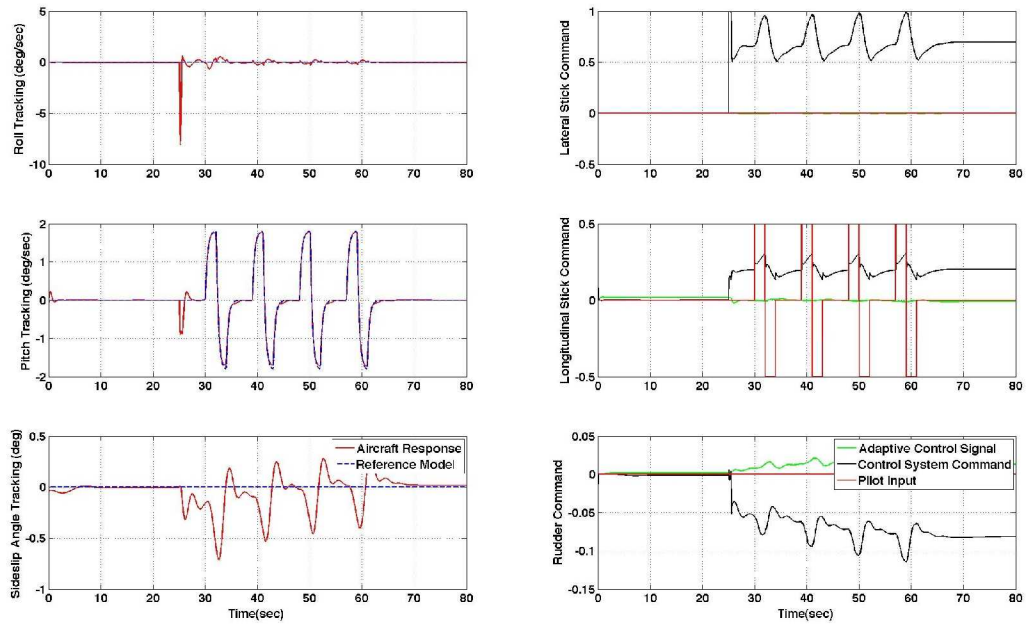 5
0
-5
-10
Roll Tracking (deg/sec)
0 10 20 30 40 50 60 70 80
1
0.5
0
-0.5
Lateral Stick Command
0 10 20 30 40 50 60 70 80
2
1
0
-1
-2
Pitch Tracking (deg/sec)
0 10 20 30 40 50 60 70 80
0.5
0
-0.5
Longitudinal Stick Command
0 10 20 30 40 50 60 70 80
0.5
0
-0.5
-1
Sideslip Angle Tracking (deg)
Aircraft Response
Reference Model
0 10 20 30 40 50 60 70 80
Time(sec)
0.05
0
-0.05
-0.1
-0.15
Rudder Command
Adaptive Control Signal
Control System Command
Pilot Input
0 10 20 30 40 50 60 70 80
Time(sec)